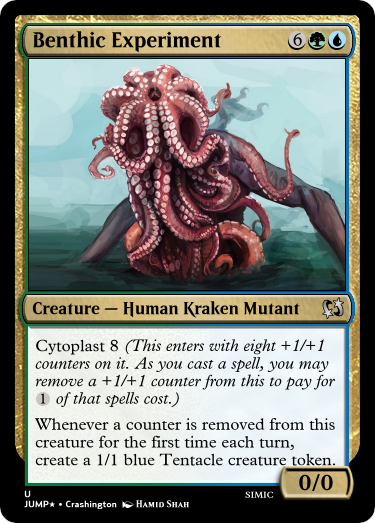 Benthic Experiment 6
Creature — Human Kraken Mutant
Cytoplast 8 (This enters with eight +1/+1
counters on it. As you cast a spell, you may
remove a +1/+1 counter from this to pay for
1 of that spells cost.)
Whenever a counter is removed from this
creature for the first time each turn,
create a 1/1 blue Tentacle creature token.
0/0
U
JUMP★ • Crashington Hamid Shah
SIMIC